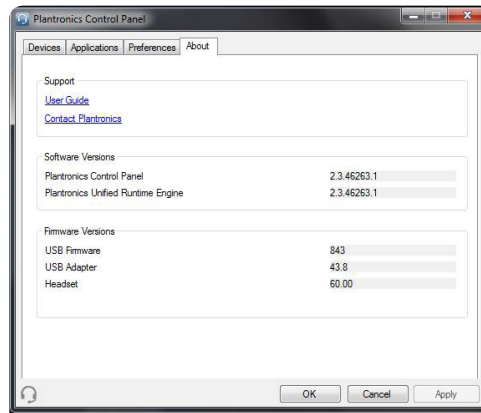 Plantronics Control Panel
Devices Applications Preferences About
Support
User Guide
Contact Plantronics
Software Versions
Plantronics Control Panel 2.3.46263.1
Plantronics Unified Runtime Engine 2.3.46263.1
Firmware Versions
USB Firmware 843
USB Adapter 43.8
Headset 60.00
OK Cancel Apply